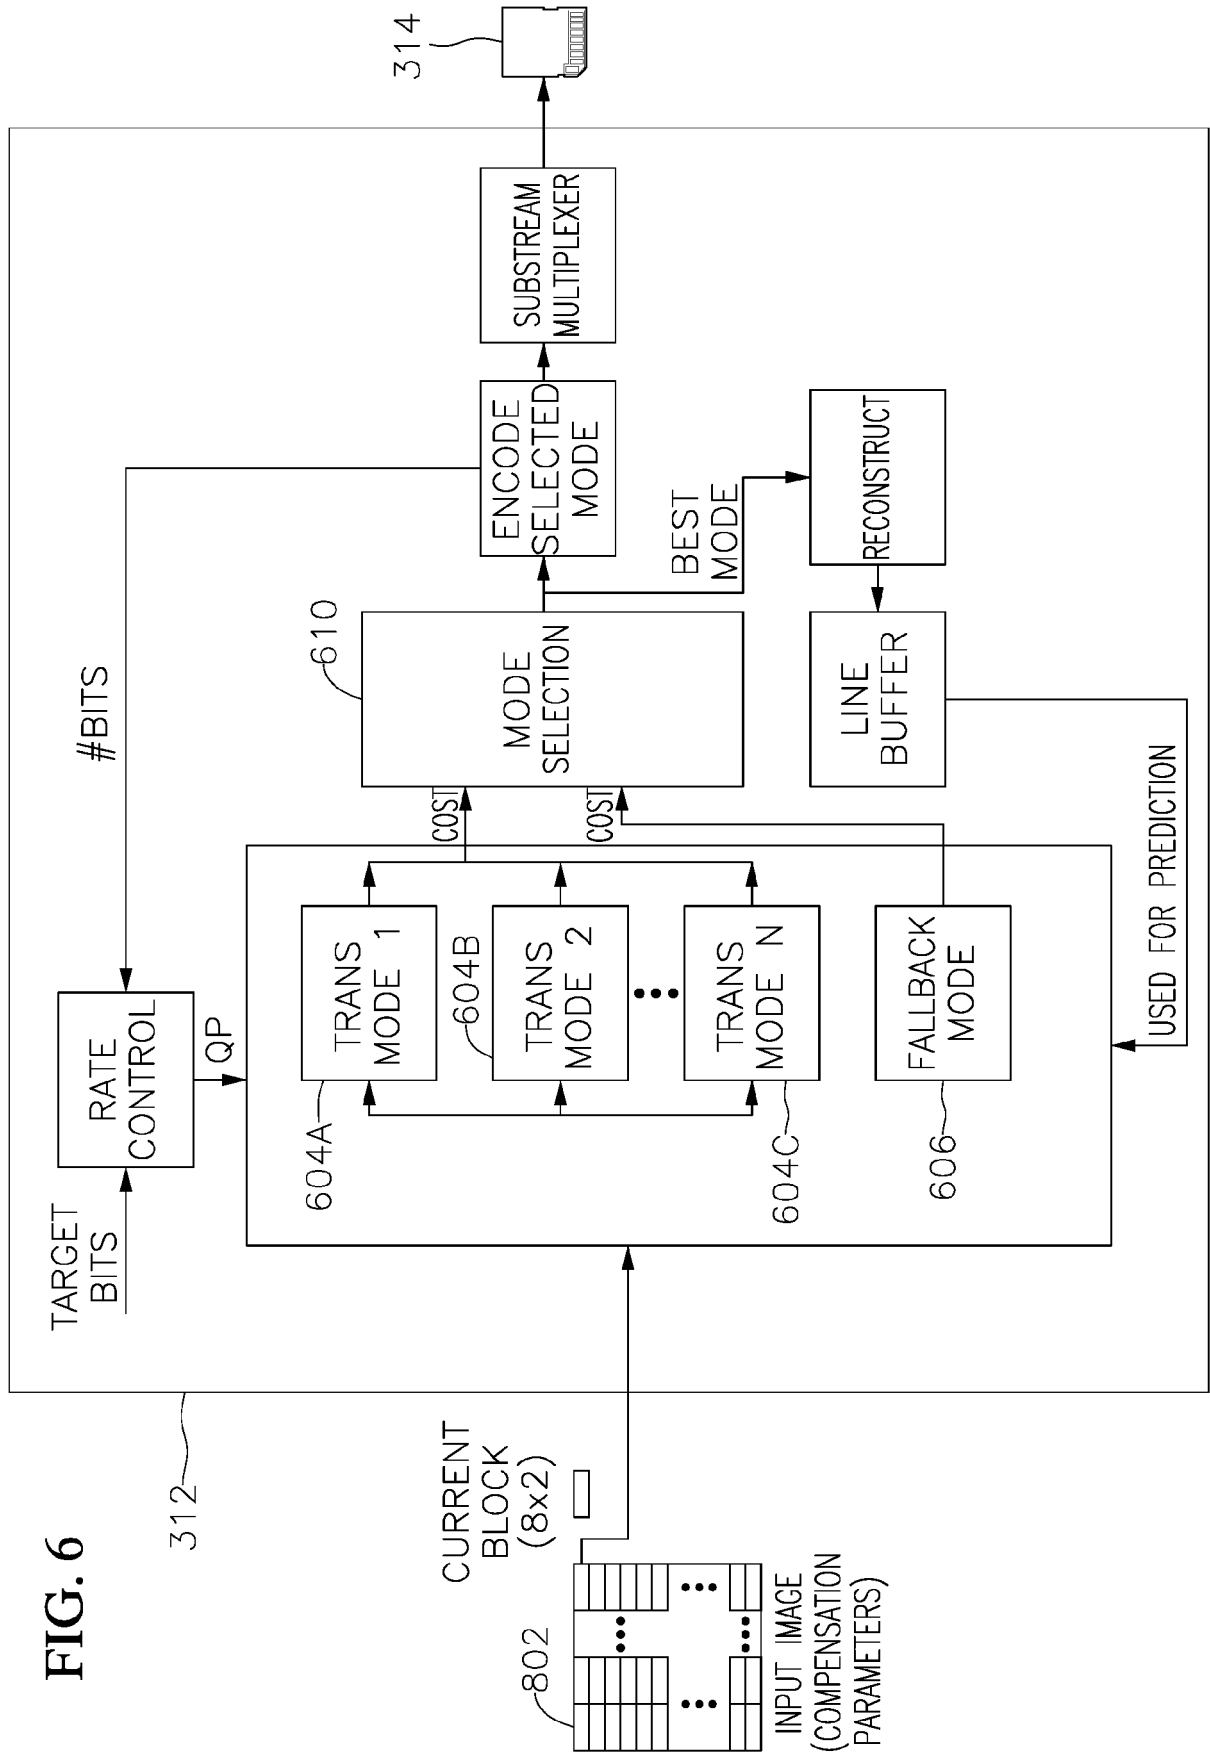 FIG. 6
312
TARGET
BITS
RATE
CONTROL
QP
#BITS
314
604A
TRANS
MODE 1
604B
TRANS
MODE 2
604C
TRANS
MODE N
606
FALLBACK
MODE
COST
COST
610
MODE
SELECTION
ENCODE
SELECTED
MODE
SUBSTREAM
MULTIPLEXER
BEST
MODE
RECONSTRUCT
LINE
BUFFER
USED FOR PREDICTION
CURRENT
BLOCK
(8x2)
802
INPUT IMAGE
(COMPENSATION
PARAMETERS)